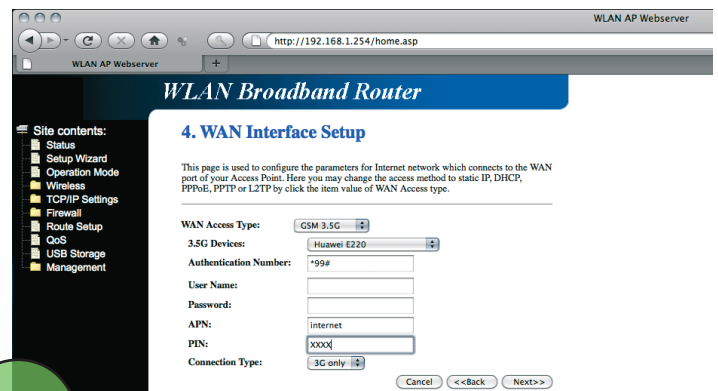 WLAN AP Webserver
http://192.168.1.254/home.asp
WLAN AP Webserver
+
WLAN Broadband Router
Site contents:
Status
Setup Wizard
Operation Mode
Wireless
TCP/IP Settings
Firewall
Route Setup
QoS
USB Storage
Management
4. WAN Interface Setup
This page is used to configure the parameters for Internet network which connects to the WAN
port of your Access Point. Here you may change the access method to static IP, DHCP,
PPPoE, PPTP or L2TP by click the item value of WAN Access type.
WAN Access Type: GSM 3.5G
3.5G Devices: Huawei E220
Authentication Number: *99#
User Name:
Password:
APN: internet
PIN: XXXX
Connection Type: 3G only
Cancel <<Back Next>>